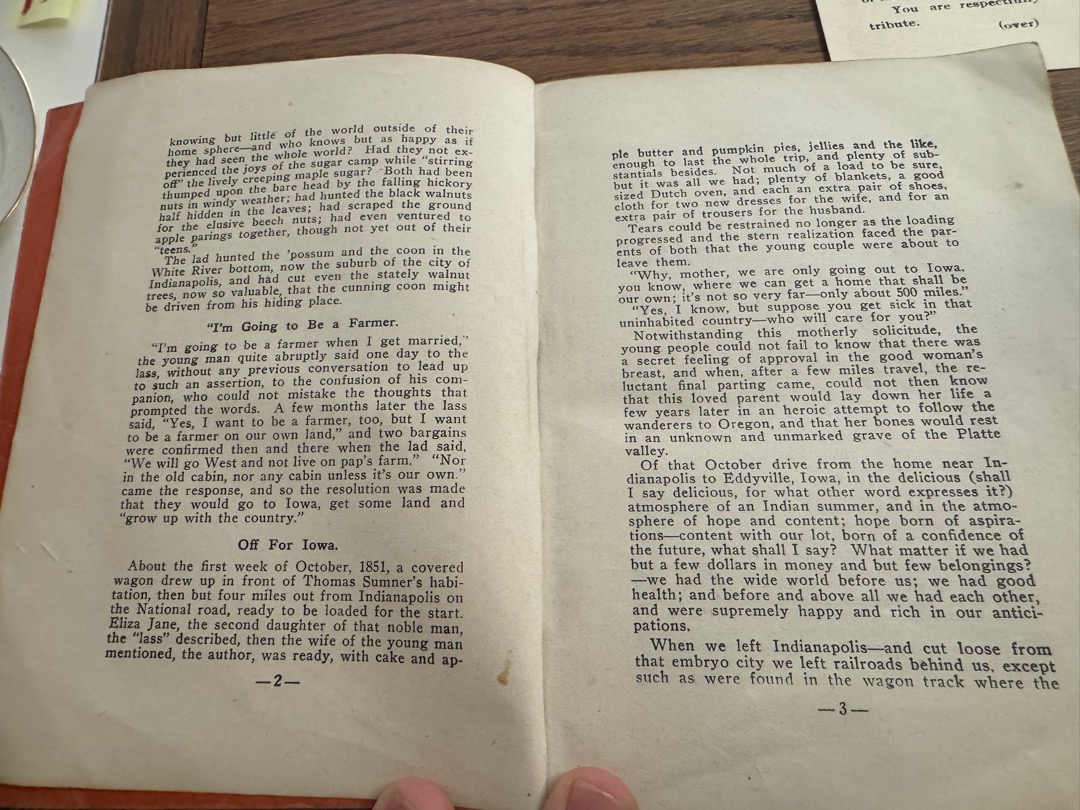 knowing but little of the world outside of their
home sphere—and who knows but as happy as if
they had seen the whole world? Had they not ex-
perienced the joys of the sugar camp while "stirring
off" the lively creeping maple sugar? Both had been
thumped upon the bare head by the falling hickory
nuts in windy weather; had hunted the black walnuts
half hidden in the leaves; had scraped the ground
for the elusive beech nuts; had even ventured to
apple parings together, though not yet out of their
"teens."
The lad hunted the 'possum and the coon in the
White River bottom, now the suburb of the city of
Indianapolis, and had cut even the stately walnut
trees, now so valuable, that the cunning coon might
be driven from his hiding place.
"I'm Going to Be a Farmer.
"I'm going to be a farmer when I get married,"
the young man quite abruptly said one day to the
lass, without any previous conversation to lead up
to such an assertion, to the confusion of his com-
panion, who could not mistake the thoughts that
prompted the words. A few months later the lass
said, "Yes, I want to be a farmer, too, but I want
to be a farmer on our own land," and two bargains
were confirmed then and there when the lad said,
"We will go West and not live on pap's farm." "Nor
in the old cabin, nor any cabin unless it's our own."
came the response, and so the resolution was made
that they would go to Iowa, get some land and
"grow up with the country."
Off For Iowa.
About the first week of October, 1851, a covered
wagon drew up in front of Thomas Sumner's habi-
tation, then but four miles out from Indianapolis on
the National road, ready to be loaded for the start.
Eliza Jane, the second daughter of that noble man,
the "lass" described, then the wife of the young man
mentioned, the author, was ready, with cake and ap-
—2—
ple butter and pumpkin pies, jellies and the like,
enough to last the whole trip, and plenty of sub-
stantials besides. Not much of a load to be sure,
but it was all we had; plenty of blankets, a good
sized Dutch oven, and each an extra pair of shoes,
cloth for two new dresses for the wife, and for an
extra pair of trousers for the husband.
Tears could be restrained no longer as the loading
progressed and the stern realization faced the par-
ents of both that the young couple were about to
leave them.
"Why, mother, we are only going out to Iowa,
you know, where we can get a home that shall be
our own; it's not so very far—only about 500 miles."
"Yes, I know, but suppose you get sick in that
uninhabited country—who will care for you?"
Notwithstanding this motherly solicitude, the
young people could not fail to know that there was
a secret feeling of approval in the good woman's
breast, and when, after a few miles travel, the re-
luctant final parting came, could not then know
that this loved parent would lay down her life a
few years later in an heroic attempt to follow the
wanderers to Oregon, and that her bones would rest
in an unknown and unmarked grave of the Platte
valley.
Of that October drive from the home near In-
dianapolis to Eddyville, Iowa, in the delicious (shall
I say delicious, for what other word expresses it?)
atmosphere of an Indian summer, and in the atmo-
sphere of hope and content; hope born of aspira-
tions—content with our lot, born of a confidence of
the future, what shall I say? What matter if we had
but a few dollars in money and but few belongings?
—we had the wide world before us; we had good
health; and before and above all we had each other,
and were supremely happy and rich in our antici-
pations.
When we left Indianapolis—and cut loose from
that embryo city we left railroads behind us, except
such as were found in the wagon track where the
—3—
You are respectfully
tribute. (over)